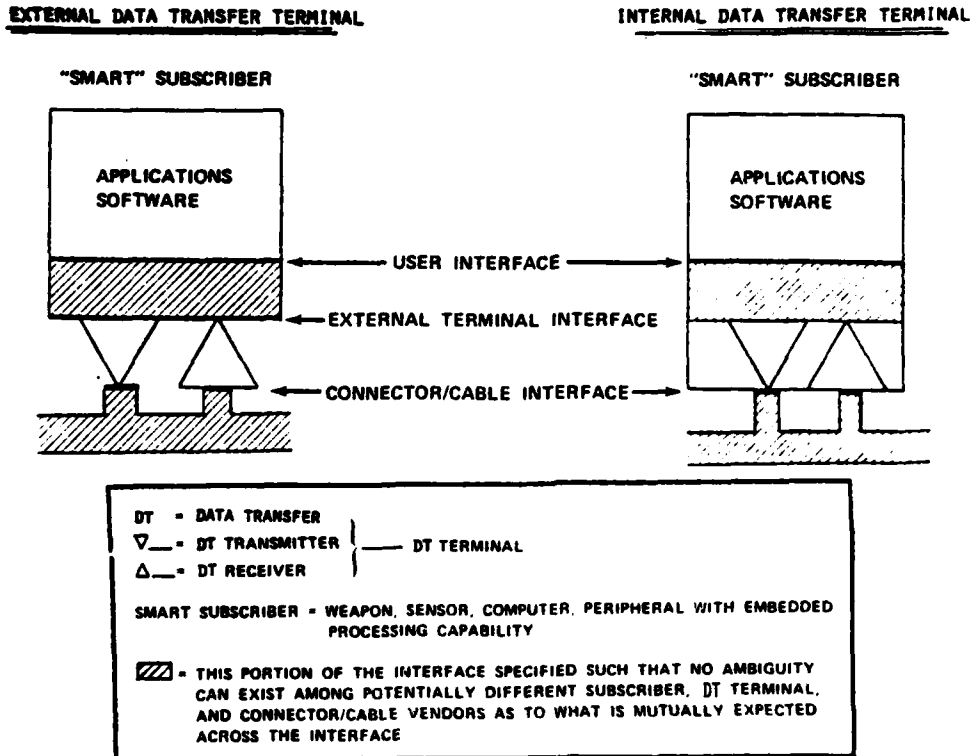 EXTERNAL DATA TRANSFER TERMINAL
INTERNAL DATA TRANSFER TERMINAL
"SMART" SUBSCRIBER
"SMART" SUBSCRIBER
APPLICATIONS
SOFTWARE
APPLICATIONS
SOFTWARE
USER INTERFACE
EXTERNAL TERMINAL INTERFACE
CONNECTOR/CABLE INTERFACE
DT = DATA TRANSFER
▽ = DT TRANSMITTER
△ = DT RECEIVER
DT TERMINAL
SMART SUBSCRIBER = WEAPON, SENSOR, COMPUTER, PERIPHERAL WITH EMBEDDED
PROCESSING CAPABILITY
= THIS PORTION OF THE INTERFACE SPECIFIED SUCH THAT NO AMBIGUITY
CAN EXIST AMONG POTENTIALLY DIFFERENT SUBSCRIBER, DT TERMINAL,
AND CONNECTOR/CABLE VENDORS AS TO WHAT IS MUTUALLY EXPECTED
ACROSS THE INTERFACE